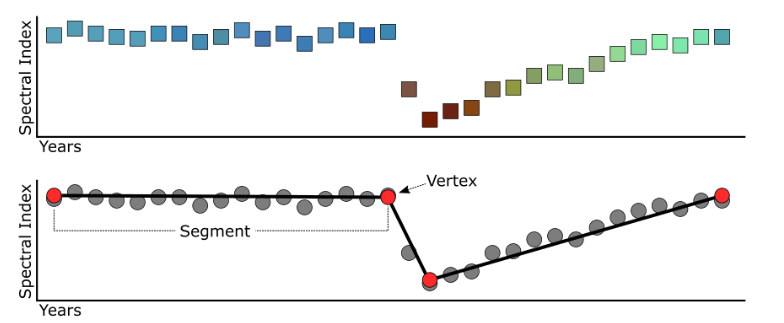 Spectral Index
Years
Vertex
Segment
Spectral Index
Years